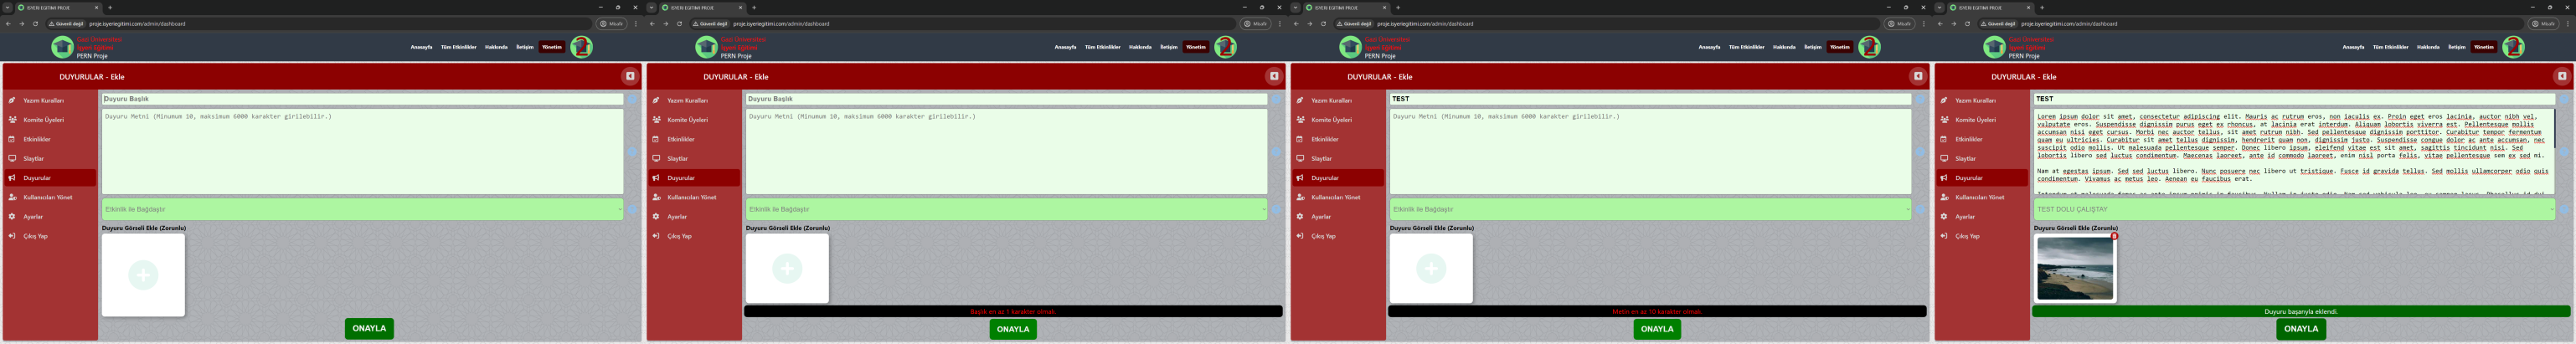 İŞYERİ EĞİTİMİ PROJE
Güvenli değil proje.isyeriegitimi.com/admin/dashboard
Misafir
Gazi Üniversitesi
İşyeri Eğitimi
PERN Proje
Anasayfa Tüm Etkinlikler Hakkında İletişim Yönetim
DUYURULAR - Ekle
Yazım Kuralları
Komite Üyeleri
Etkinlikler
Slaytlar
Duyurular
Kullanıcıları Yönet
Ayarlar
Çıkış Yap
Duyuru Başlık
Duyuru Metni (Minumum 10, maksimum 6000 karakter girilebilir.)
Etkinlik ile Bağdaştır
Duyuru Görseli Ekle (Zorunlu)
ONAYLA
İŞYERİ EĞİTİMİ PROJE
Güvenli değil proje.isyeriegitimi.com/admin/dashboard
Misafir
Gazi Üniversitesi
İşyeri Eğitimi
PERN Proje
Anasayfa Tüm Etkinlikler Hakkında İletişim Yönetim
DUYURULAR - Ekle
Yazım Kuralları
Komite Üyeleri
Etkinlikler
Slaytlar
Duyurular
Kullanıcıları Yönet
Ayarlar
Çıkış Yap
Duyuru Başlık
Duyuru Metni (Minumum 10, maksimum 6000 karakter girilebilir.)
Etkinlik ile Bağdaştır
Duyuru Görseli Ekle (Zorunlu)
Başlık en az 1 karakter olmalı
ONAYLA
İŞYERİ EĞİTİMİ PROJE
Güvenli değil proje.isyeriegitimi.com/admin/dashboard
Misafir
Gazi Üniversitesi
İşyeri Eğitimi
PERN Proje
Anasayfa Tüm Etkinlikler Hakkında İletişim Yönetim
DUYURULAR - Ekle
Yazım Kuralları
Komite Üyeleri
Etkinlikler
Slaytlar
Duyurular
Kullanıcıları Yönet
Ayarlar
Çıkış Yap
TEST
Duyuru Metni (Minumum 10, maksimum 6000 karakter girilebilir.)
Etkinlik ile Bağdaştır
Duyuru Görseli Ekle (Zorunlu)
Metin en az 10 karakter olmalı
ONAYLA
İŞYERİ EĞİTİMİ PROJE
Güvenli değil proje.isyeriegitimi.com/admin/dashboard
Misafir
Gazi Üniversitesi
İşyeri Eğitimi
PERN Proje
Anasayfa Tüm Etkinlikler Hakkında İletişim Yönetim
DUYURULAR - Ekle
Yazım Kuralları
Komite Üyeleri
Etkinlikler
Slaytlar
Duyurular
Kullanıcıları Yönet
Ayarlar
Çıkış Yap
TEST
Lorem ipsum dolor sit amet, consectetur adipiscing elit. Mauris ac rutrum eros, non iaculis ex. Proin eget eros lacinia, auctor nibh vel,
vulputate eros. Suspendisse dignissim purus eget ex rhoncus, at lacinia erat interdum. Aliquam lobortis viverra est. Pellentesque mollis
accumsan nisi eget cursus. Morbi nec auctor tellus, sit amet rutrum nibh. Sed pellentesque dignissim porttitor. Curabitur tempor fermentum
quam eu ultricies. Curabitur sit amet tellus dignissim, hendrerit quam non, dignissim justo. Suspendisse congue dolor ac ante accumsan, nec
suscipit odio mollis. Ut malesuada pellentesque semper. Donec libero ipsum, eleifend vitae est sit amet, sagittis tincidunt nisi. Sed
lobortis libero sed luctus condimentum. Maecenas laoreet, ante id commodo laoreet, enim nisl porta felis, vitae pellentesque sem ex sed mi.
Nam at egestas ipsum. Sed sed luctus libero. Nunc posuere nec libero ut tristique. Fusce id gravida tellus. Sed mollis ullamcorper odio quis
condimentum. Vivamus ac metus leo. Aenean eu faucibus erat.
TEST DOLU ÇALIŞTAY
Duyuru Görseli Ekle (Zorunlu)
Duyuru başarıyla eklendi.
ONAYLA